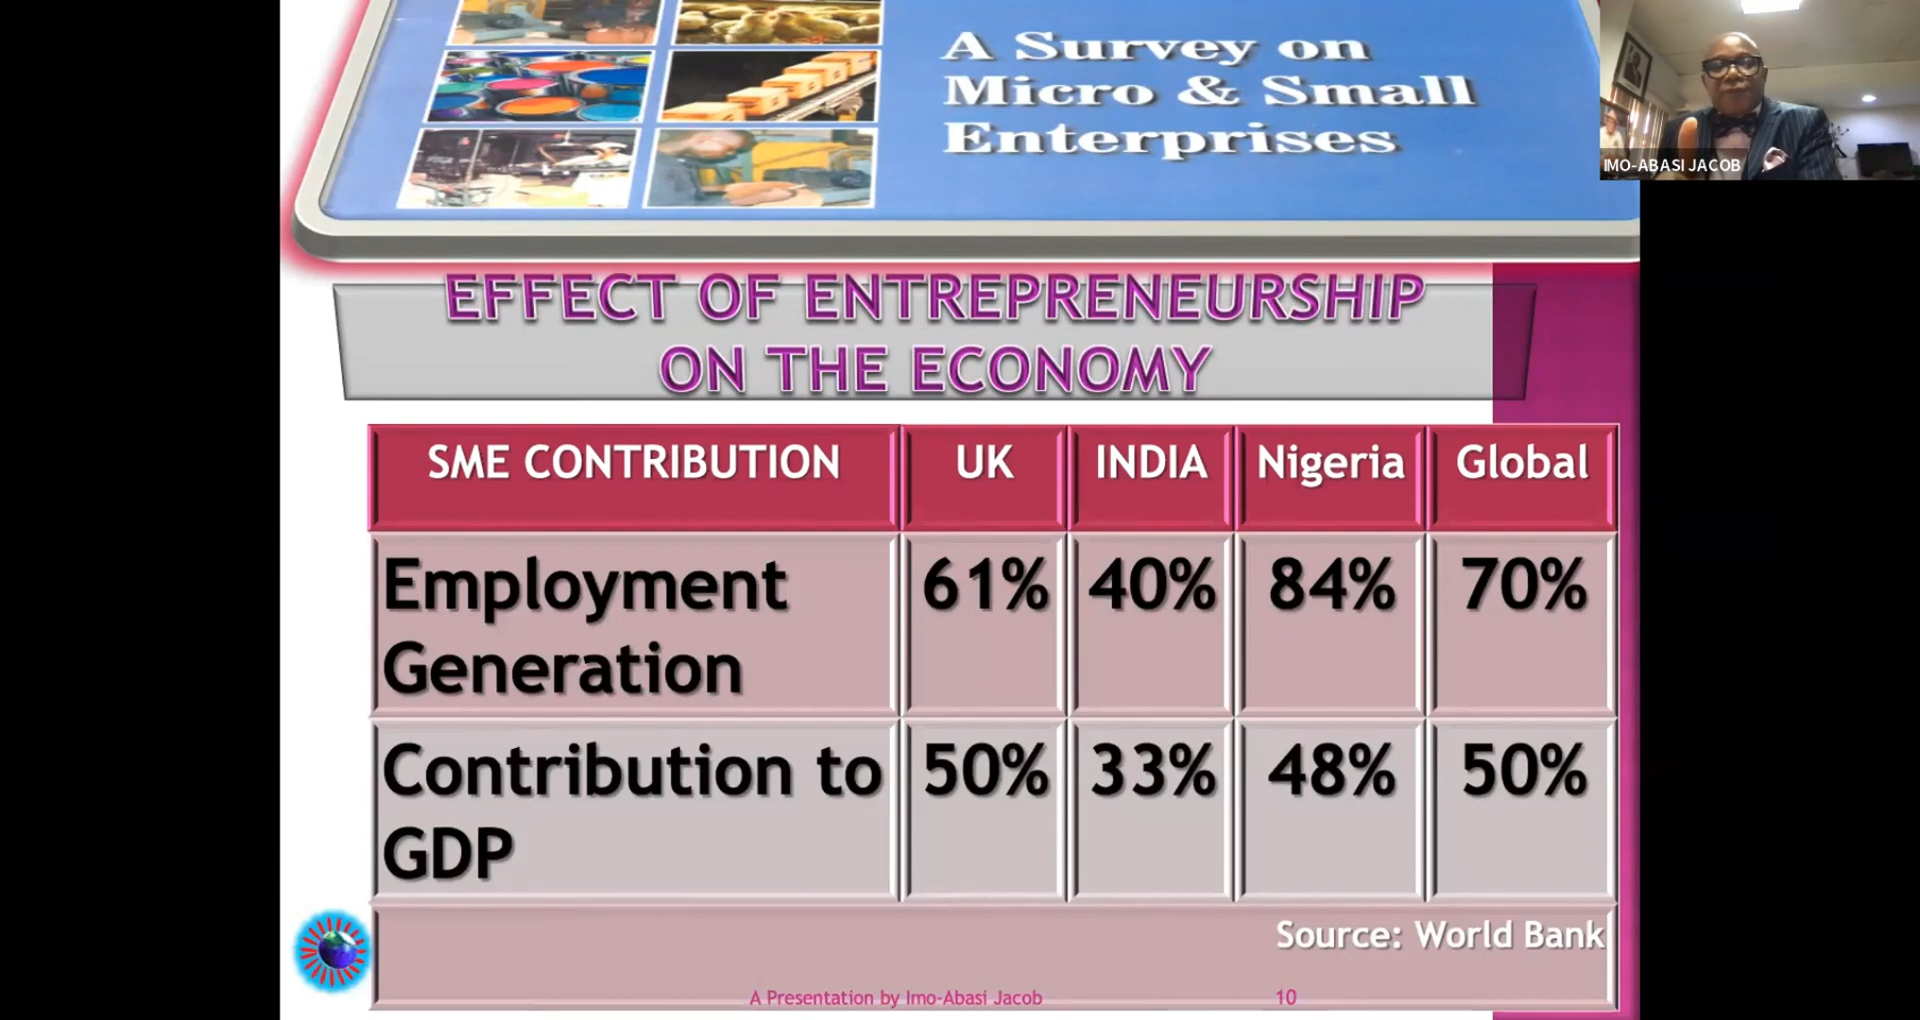 A Survey on
Micro & Small
Enterprises
IMO-ABASI JACOB
EFFECT OF ENTREPRENEURSHIP
ON THE ECONOMY
SME CONTRIBUTION UK INDIA Nigeria Global
Employment 61% 40% 84% 70%
Generation
Contribution to 50% 33% 48% 50%
GDP
Source: World Bank
A Presentation by Imo-Abasi Jacob 10